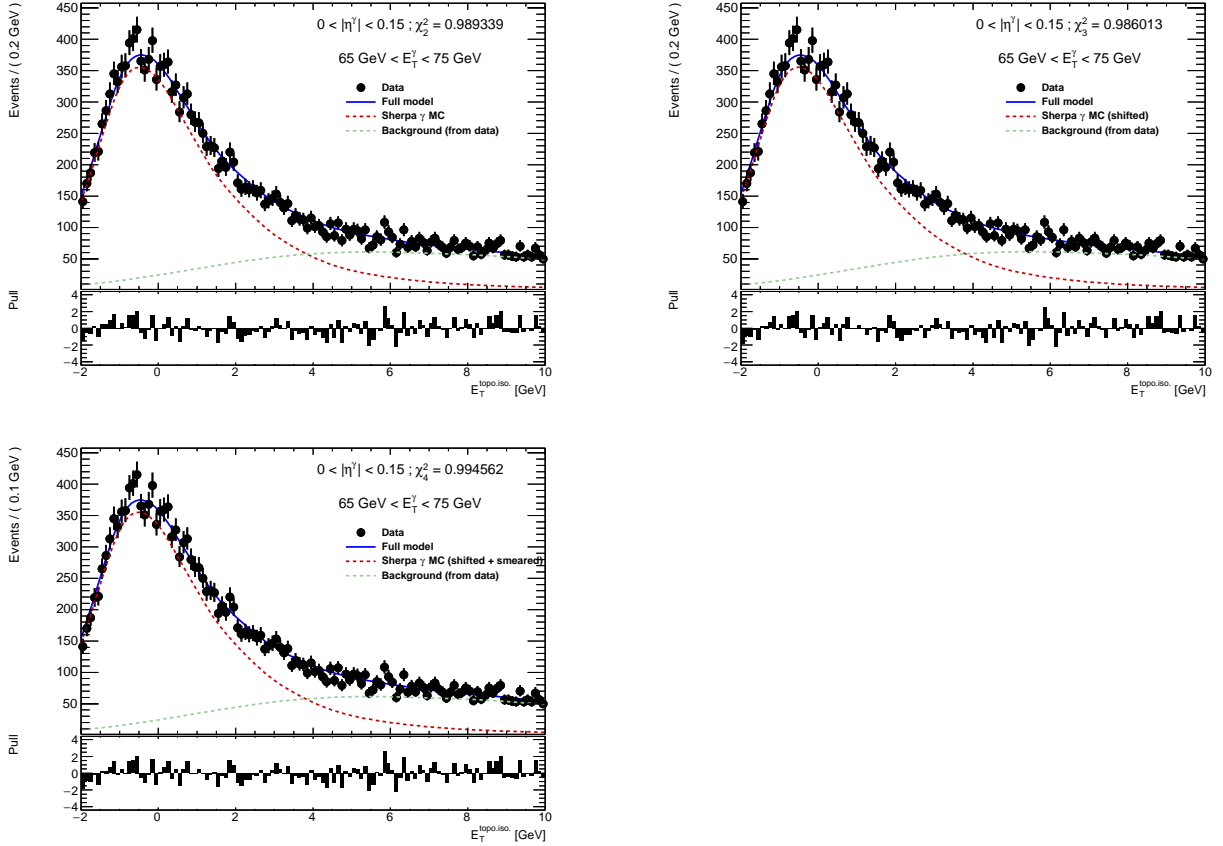 Events / ( 0.2 GeV )
450
400
350
300
250
200
150
100
50
0 < |η^γ| < 0.15 ; χ²₂ = 0.989339
65 GeV < E_T^γ < 75 GeV
Data
Full model
Sherpa γ MC
Background (from data)
Pull
4
2
0
−2
−4
−2 0 2 4 6 8 10
E_T^topo.iso. [GeV]
Events / ( 0.2 GeV )
450
400
350
300
250
200
150
100
50
0 < |η^γ| < 0.15 ; χ²₃ = 0.986013
65 GeV < E_T^γ < 75 GeV
Data
Full model
Sherpa γ MC (shifted)
Background (from data)
Pull
4
2
0
−2
−4
−2 0 2 4 6 8 10
E_T^topo.iso. [GeV]
Events / ( 0.1 GeV )
450
400
350
300
250
200
150
100
50
0 < |η^γ| < 0.15 ; χ²₄ = 0.994562
65 GeV < E_T^γ < 75 GeV
Data
Full model
Sherpa γ MC (shifted + smeared)
Background (from data)
Pull
4
2
0
−2
−4
−2 0 2 4 6 8 10
E_T^topo.iso. [GeV]